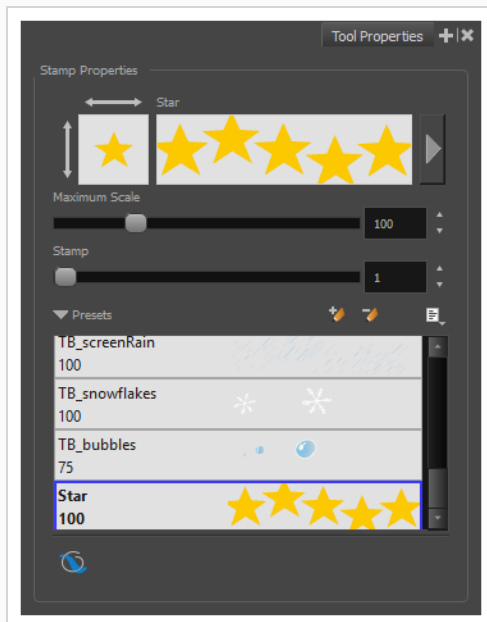 Tool Properties
Stamp Properties
Star
Maximum Scale
100
Stamp
1
Presets
TB_screenRain
100
TB_snowflakes
100
TB_bubbles
75
Star
100